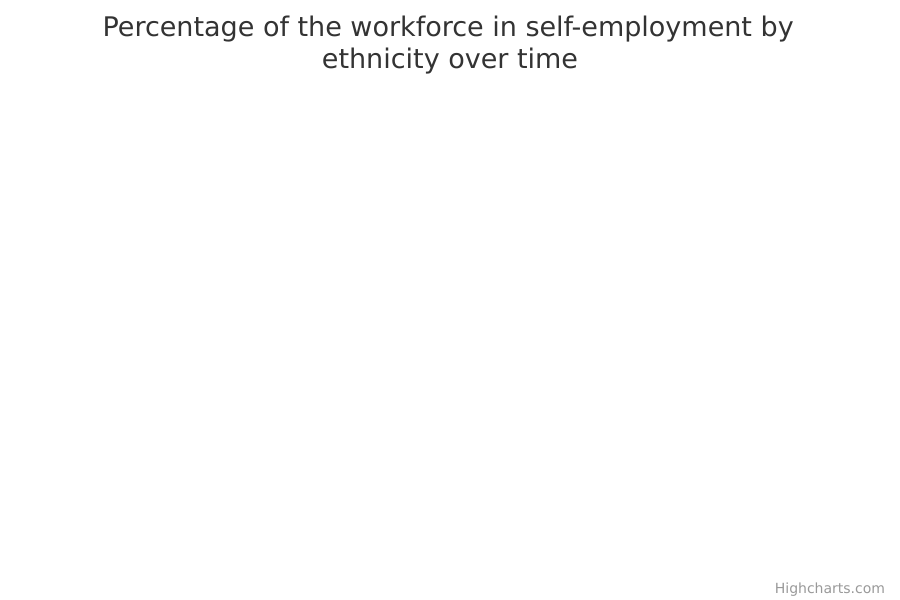 Percentage of the workforce in self-employment by
ethnicity over time
Highcharts.com